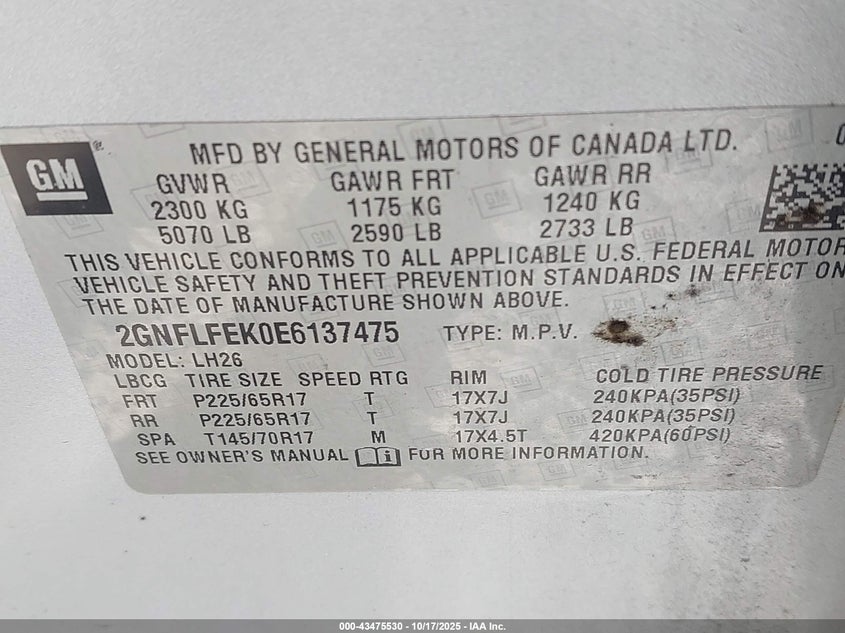 GM
MFD BY GENERAL MOTORS OF CANADA LTD.
GVWR GAWR FRT GAWR RR
2300 KG 1175 KG 1240 KG
5070 LB 2590 LB 2733 LB
THIS VEHICLE CONFORMS TO ALL APPLICABLE U.S. FEDERAL MOTOR
VEHICLE SAFETY AND THEFT PREVENTION STANDARDS IN EFFECT ON
THE DATE OF MANUFACTURE SHOWN ABOVE.
2GNFLFEK0E6137475 TYPE: M.P.V.
MODEL: LH26
LBCG TIRE SIZE SPEED RTG RIM COLD TIRE PRESSURE
FRT P225/65R17 T 17X7J 240KPA(35PSI)
RR P225/65R17 T 17X7J 240KPA(35PSI)
SPA T145/70R17 M 17X4.5T 420KPA(60PSI)
SEE OWNER'S MANUAL FOR MORE INFORMATION.
000-43475530 - 10/17/2025 - IAA Inc.